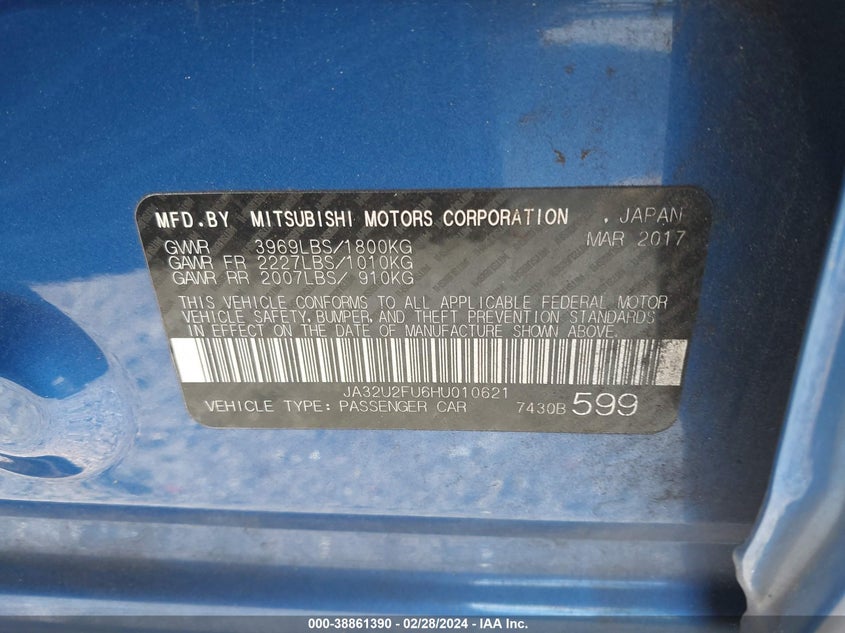 MFD.BY MITSUBISHI MOTORS CORPORATION , JAPAN
MAR 2017
GVWR 3969LBS/1800KG
GAWR FR 2227LBS/1010KG
GAWR RR 2007LBS/ 910KG
THIS VEHICLE CONFORMS TO ALL APPLICABLE FEDERAL MOTOR
VEHICLE SAFETY, BUMPER, AND THEFT PREVENTION STANDARDS
IN EFFECT ON THE DATE OF MANUFACTURE SHOWN ABOVE.
JA32U2FU6HU010621
VEHICLE TYPE: PASSENGER CAR 7430B 599
000-38861390 - 02/28/2024 - IAA Inc.